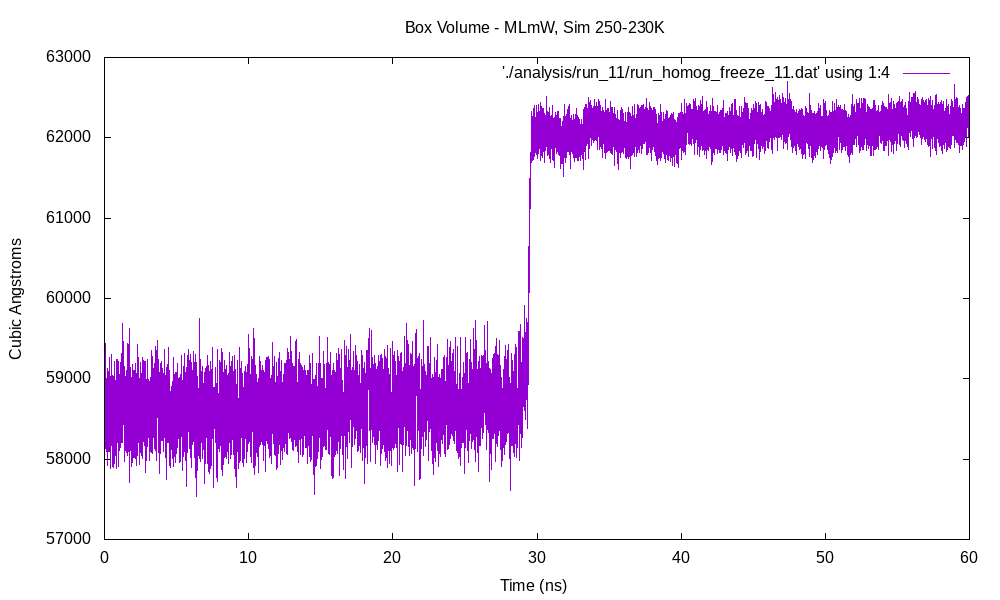 Box Volume - MLmW, Sim 250-230K
'./analysis/run_11/run_homog_freeze_11.dat' using 1:4
63000
62000
61000
60000
59000
58000
57000
Cubic Angstroms
0 10 20 30 40 50 60
Time (ns)